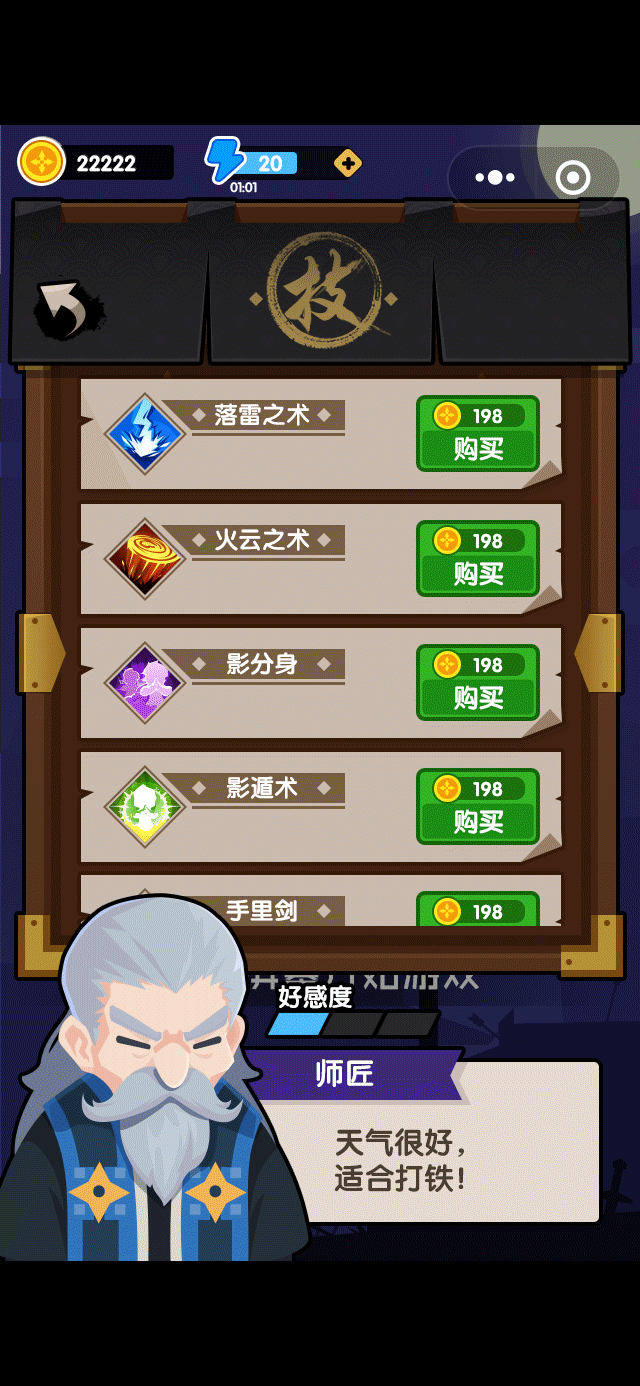 22222
20
01:01
技
落雷之术
198
购买
火云之术
198
购买
影分身
198
购买
影遁术
198
购买
手里剑
198
好感度
师匠
天气很好，
适合打铁！